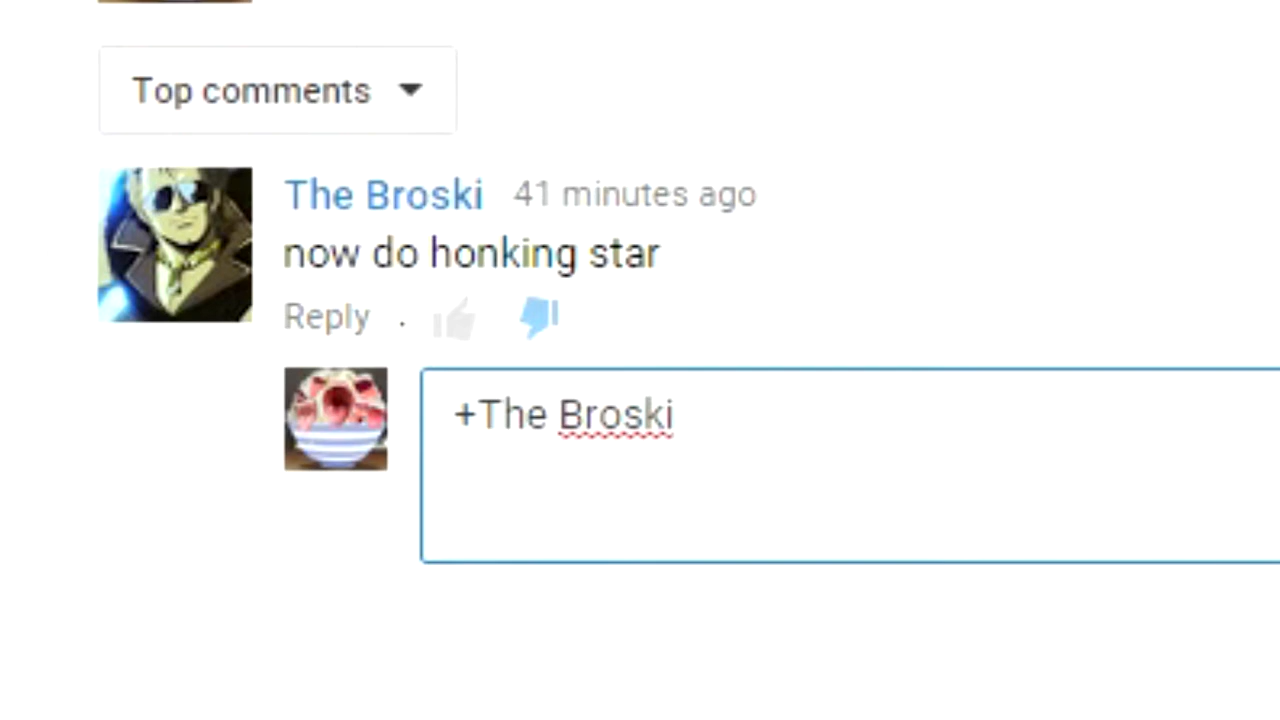 Top comments
The Broski 41 minutes ago
now do honking star
Reply .
+The Broski